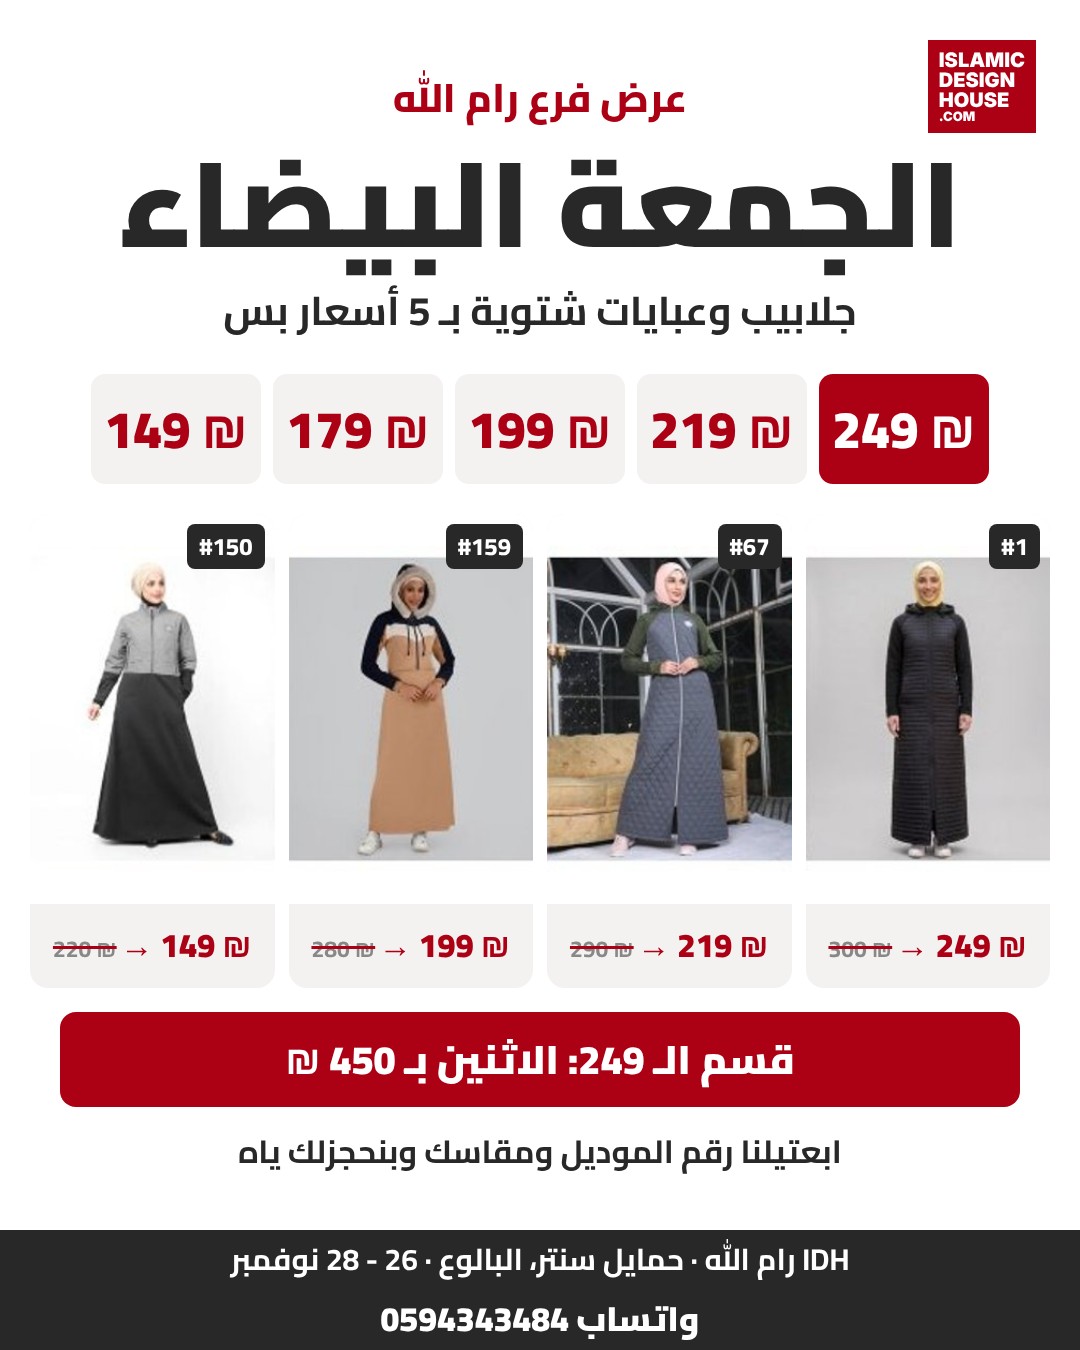 ISLAMIC
DESIGN
HOUSE
.COM
عرض فرع رام الله
الجمعة البيضاء
جلابيب وعبايات شتوية بـ 5 أسعار بس
249 ₪
219 ₪
199 ₪
179 ₪
149 ₪
#1
#67
#159
#150
300 ₪ → 249 ₪
290 ₪ → 219 ₪
280 ₪ → 199 ₪
220 ₪ → 149 ₪
قسم الـ 249: الاثنين بـ 450 ₪
ابعتيلنا رقم الموديل ومقاسك وبنحجزلك ياه
IDH رام الله · حمايل سنتر، البالوع · 26 - 28 نوفمبر
واتساب 0594343484